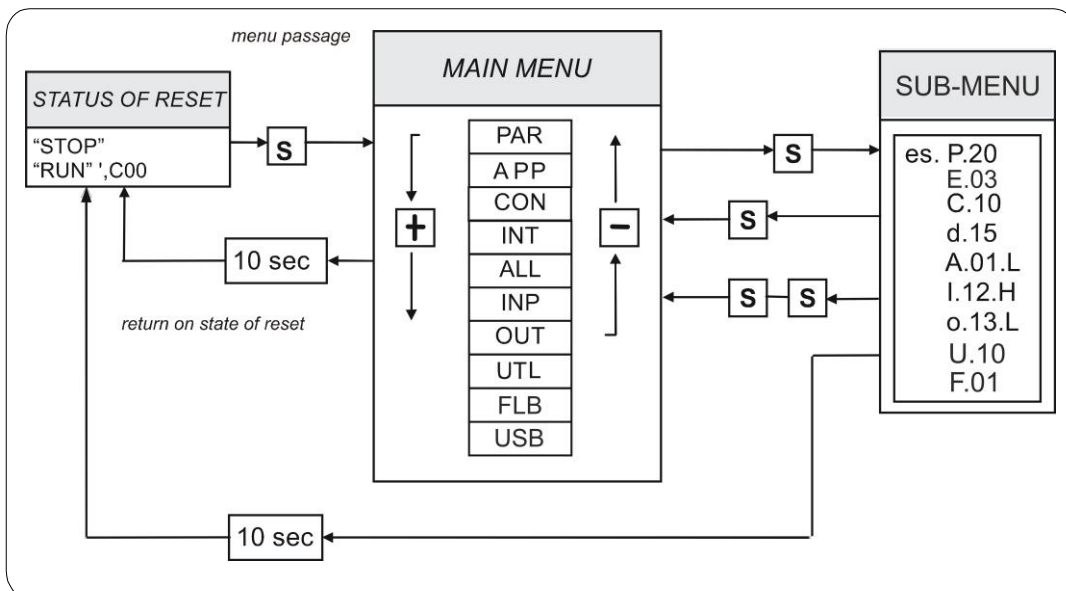 menu passage
STATUS OF RESET
“STOP”
“RUN” ',C00
S
10 sec
return on state of reset
MAIN MENU
+
PAR
APP
CON
INT
ALL
INP
OUT
UTL
FLB
USB
−
S
S
S S
SUB-MENU
es. P.20
E.03
C.10
d.15
A.01.L
I.12.H
o.13.L
U.10
F.01
10 sec